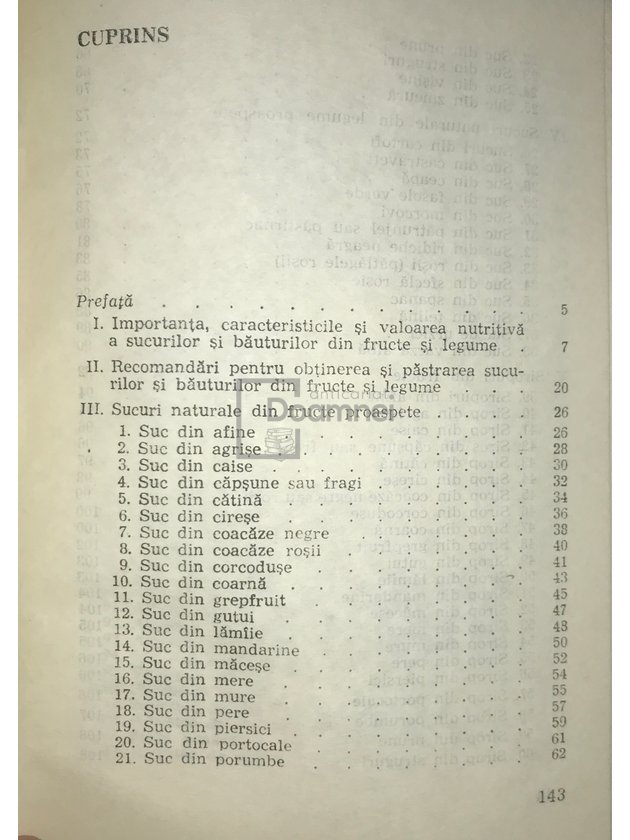 CUPRINS
Prefață . . . . . . . . . . . . . 5
I. Importanța, caracteristicile și valoarea nutritivă
a sucurilor și băuturilor din fructe și legume . 7
II. Recomandări pentru obținerea și păstrarea sucu-
rilor și băuturilor din fructe și legume . . . . 20
anticariat
Doamnei
III. Sucuri naturale din fructe proaspete . . . . 26
1. Suc din afine . . . . . . . . . 26
2. Suc din agrișe . . . . . . . . . 28
3. Suc din caise . . . . . . . . . 30
4. Suc din căpșune sau fragi . . . . . . 32
5. Suc din cătină . . . . . . . . . 34
6. Suc din cireșe . . . . . . . . . 36
7. Suc din coacăze negre . . . . . . 38
8. Suc din coacăze roșii . . . . . . . 40
9. Suc din corcodușe . . . . . . . . 41
10. Suc din coarnă . . . . . . . . . 43
11. Suc din grepfruit . . . . . . . . 45
12. Suc din gutui . . . . . . . . . 47
13. Suc din lămîie . . . . . . . . . 48
14. Suc din mandarine . . . . . . . . 50
15. Suc din măceșe . . . . . . . . . 52
16. Suc din mere . . . . . . . . . 54
17. Suc din mure . . . . . . . . . 55
18. Suc din pere . . . . . . . . . 57
19. Suc din piersici . . . . . . . . . 59
20. Suc din portocale . . . . . . . . 61
21. Suc din porumbe . . . . . . . . 62
143